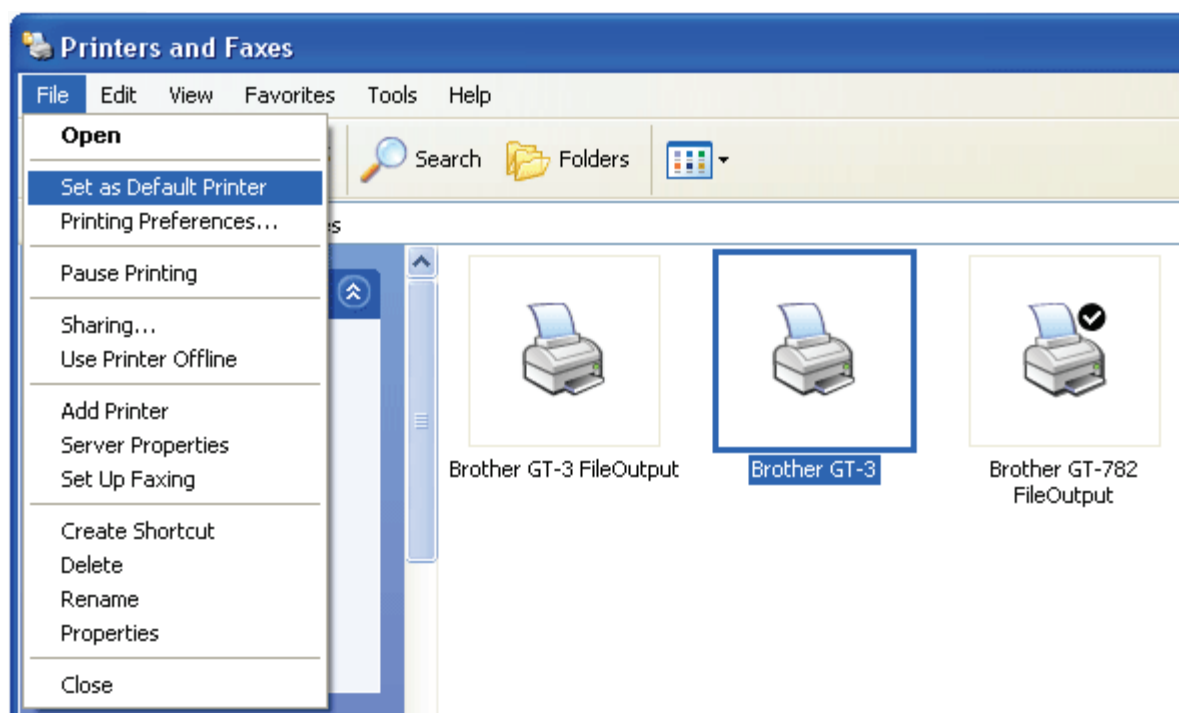 Printers and Faxes
File Edit View Favorites Tools Help
Open
Set as Default Printer
Printing Preferences...
Pause Printing
Sharing...
Use Printer Offline
Add Printer
Server Properties
Set Up Faxing
Create Shortcut
Delete
Rename
Properties
Close
Search Folders
Brother GT-3 FileOutput
Brother GT-3
Brother GT-782
FileOutput